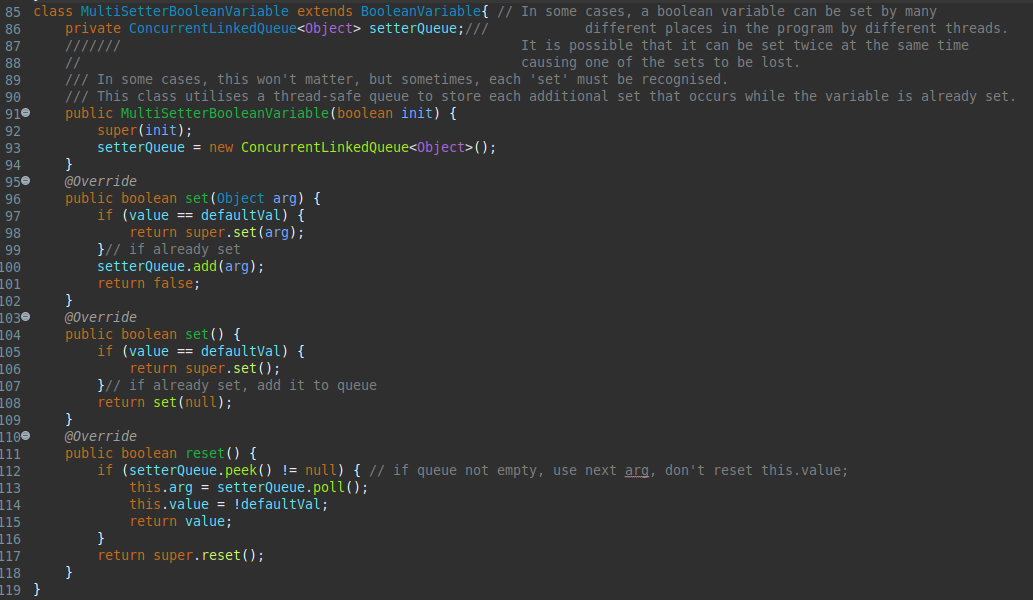 85 class MultiSetterBooleanVariable extends BooleanVariable{ // In some cases, a boolean variable can be set by many
86     private ConcurrentLinkedQueue<Object> setterQueue;///            different places in the program by different threads.
87     ///////                                                  It is possible that it can be set twice at the same time
88     //                                                       causing one of the sets to be lost.
89     /// In some cases, this won't matter, but sometimes, each 'set' must be recognised.
90     /// This class utilises a thread-safe queue to store each additional set that occurs while the variable is already set.
91     public MultiSetterBooleanVariable(boolean init) {
92         super(init);
93         setterQueue = new ConcurrentLinkedQueue<Object>();
94     }
95     @Override
96     public boolean set(Object arg) {
97         if (value == defaultVal) {
98             return super.set(arg);
99         }// if already set
100         setterQueue.add(arg);
101         return false;
102     }
103     @Override
104     public boolean set() {
105         if (value == defaultVal) {
106             return super.set();
107         }// if already set, add it to queue
108         return set(null);
109     }
110     @Override
111     public boolean reset() {
112         if (setterQueue.peek() != null) { // if queue not empty, use next arg, don't reset this.value;
113             this.arg = setterQueue.poll();
114             this.value = !defaultVal;
115             return value;
116         }
117         return super.reset();
118     }
119 }